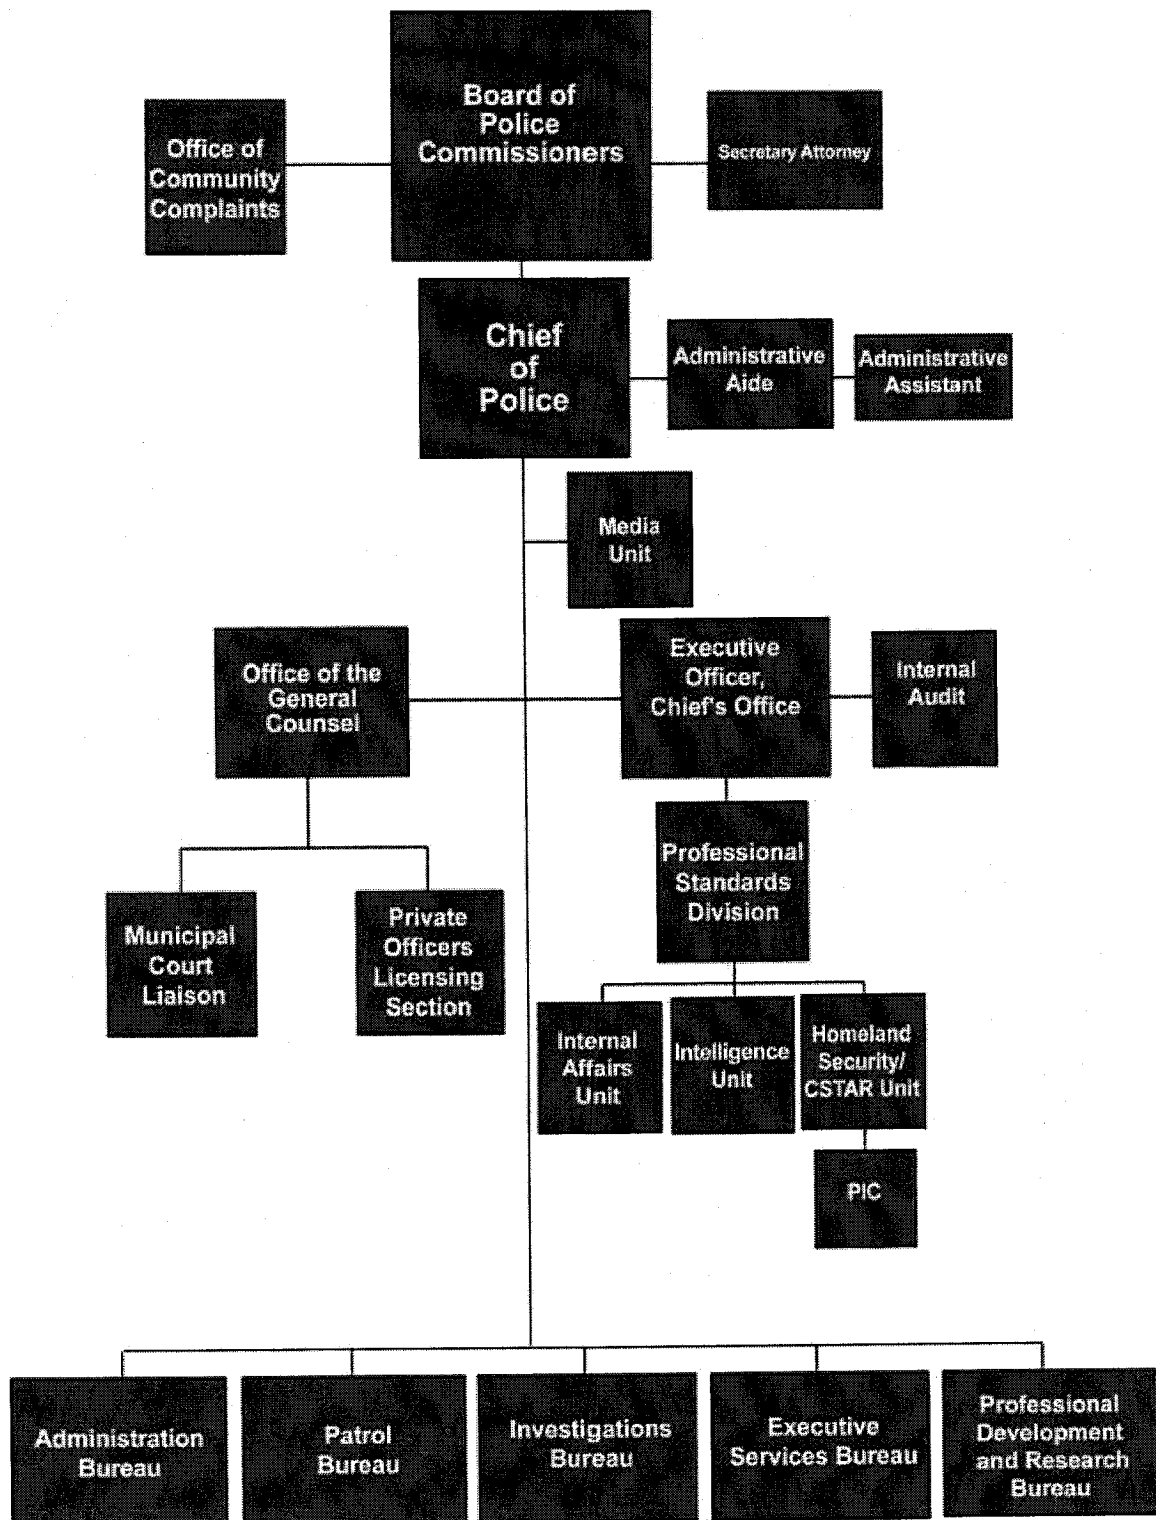 Board of
Police
Commissioners
Office of
Community
Complaints
Secretary Attorney
Chief
of
Police
Administrative
Aide
Administrative
Assistant
Media
Unit
Office of the
General
Counsel
Executive
Officer,
Chief's Office
Internal
Audit
Professional
Standards
Division
Municipal
Court
Liaison
Private
Officers
Licensing
Section
Internal
Affairs
Unit
Intelligence
Unit
Homeland
Security/
CSTAR Unit
PIC
Administration
Bureau
Patrol
Bureau
Investigations
Bureau
Executive
Services Bureau
Professional
Development
and Research
Bureau